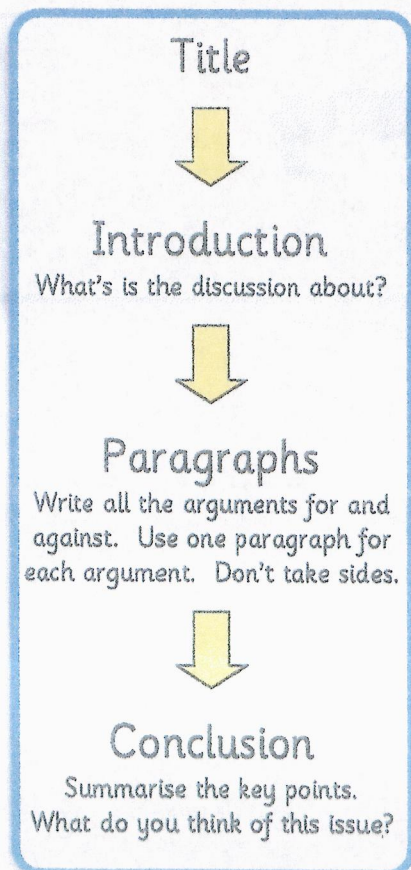 Title
Introduction
What's is the discussion about?
Paragraphs
Write all the arguments for and
against. Use one paragraph for
each argument. Don't take sides.
Conclusion
Summarise the key points.
What do you think of this issue?